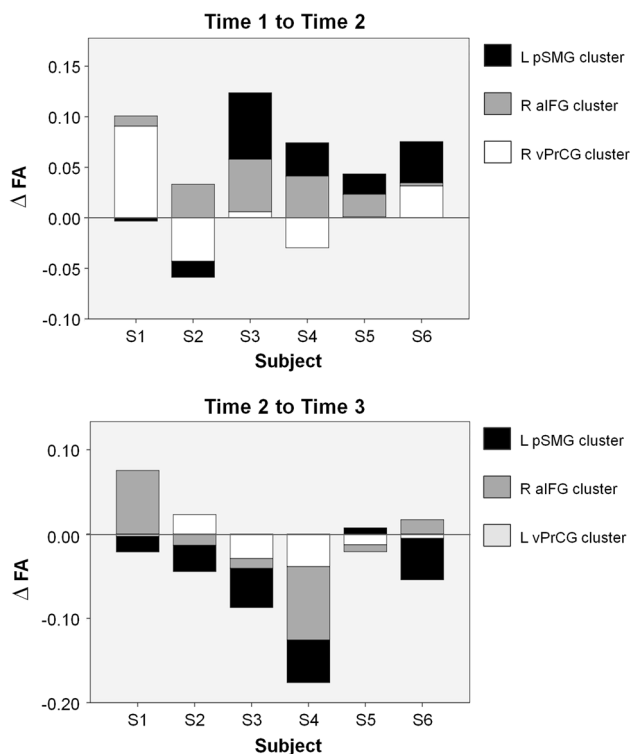 Time 1 to Time 2
0.15
0.10
0.05
0.00
-0.05
-0.10
Δ FA
S1 S2 S3 S4 S5 S6
Subject
L pSMG cluster
R aIFG cluster
R vPrCG cluster
Time 2 to Time 3
0.10
0.00
-0.10
-0.20
Δ FA
S1 S2 S3 S4 S5 S6
Subject
L pSMG cluster
R aIFG cluster
L vPrCG cluster